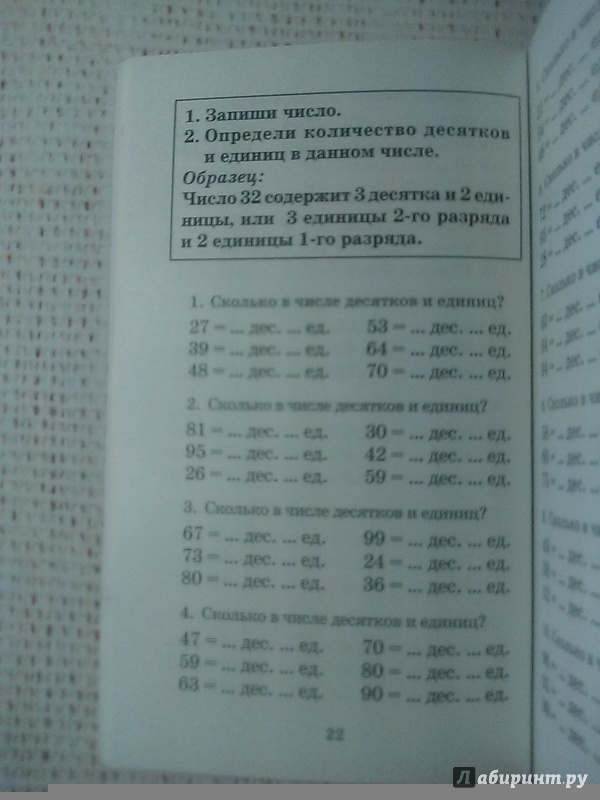 1. Запиши число.
2. Определи количество десятков
и единиц в данном числе.
Образец:
Число 32 содержит 3 десятка и 2 еди-
ницы, или 3 единицы 2-го разряда
и 2 единицы 1-го разряда.
1. Сколько в числе десятков и единиц?
27 = ... дес. ... ед. 53 = ... дес. ... ед.
39 = ... дес. ... ед. 64 = ... дес. ... ед.
48 = ... дес. ... ед. 70 = ... дес. ... ед.
2. Сколько в числе десятков и единиц?
81 = ... дес. ... ед. 30 = ... дес. ... ед.
95 = ... дес. ... ед. 42 = ... дес. ... ед.
26 = ... дес. ... ед. 59 = ... дес. ... ед.
3. Сколько в числе десятков и единиц?
67 = ... дес. ... ед. 99 = ... дес. ... ед.
73 = ... дес. ... ед. 24 = ... дес. ... ед.
80 = ... дес. ... ед. 36 = ... дес. ... ед.
4. Сколько в числе десятков и единиц?
47 = ... дес. ... ед. 70 = ... дес. ... ед.
59 = ... дес. ... ед. 80 = ... дес. ... ед.
63 = ... дес. ... ед. 90 = ... дес. ... ед.
22
Лабиринт.ру